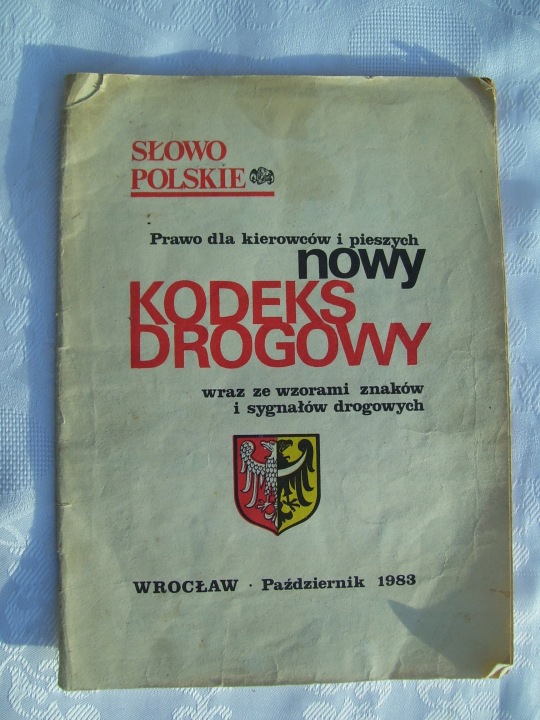 SŁOWO
POLSKIE
Prawo dla kierowców i pieszych
nowy
KODEKS
DROGOWY
wraz ze wzorami znaków
i sygnałów drogowych
WROCŁAW · Październik 1983